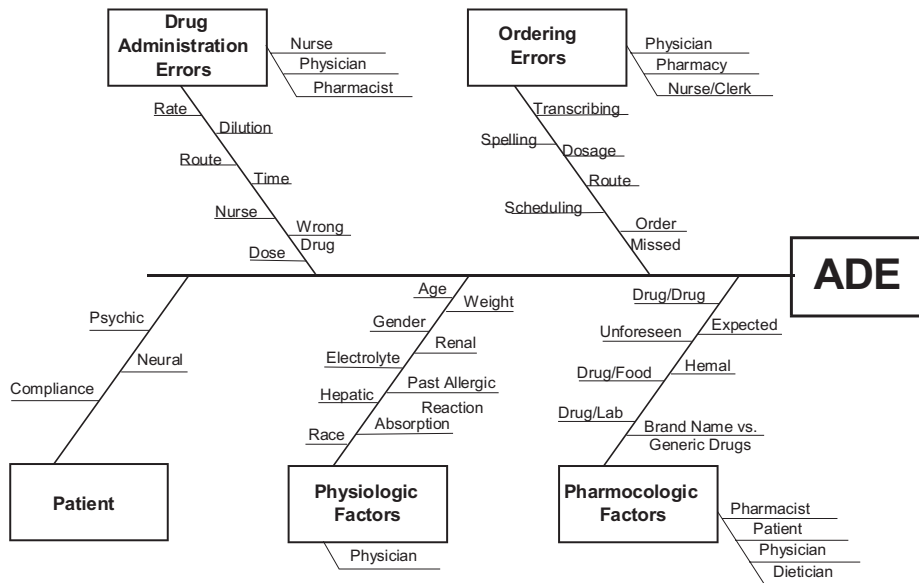 Drug
Administration
Errors
Nurse
Physician
Pharmacist
Rate
Dilution
Route
Time
Nurse
Wrong
Drug
Dose
Ordering
Errors
Physician
Pharmacy
Nurse/Clerk
Transcribing
Spelling
Dosage
Route
Scheduling
Order
Missed
ADE
Psychic
Neural
Compliance
Patient
Age
Weight
Gender
Renal
Electrolyte
Past Allergic
Reaction
Hepatic
Absorption
Race
Physiologic
Factors
Physician
Drug/Drug
Expected
Unforeseen
Hemal
Drug/Food
Drug/Lab
Brand Name vs.
Generic Drugs
Pharmocologic
Factors
Pharmacist
Patient
Physician
Dietician